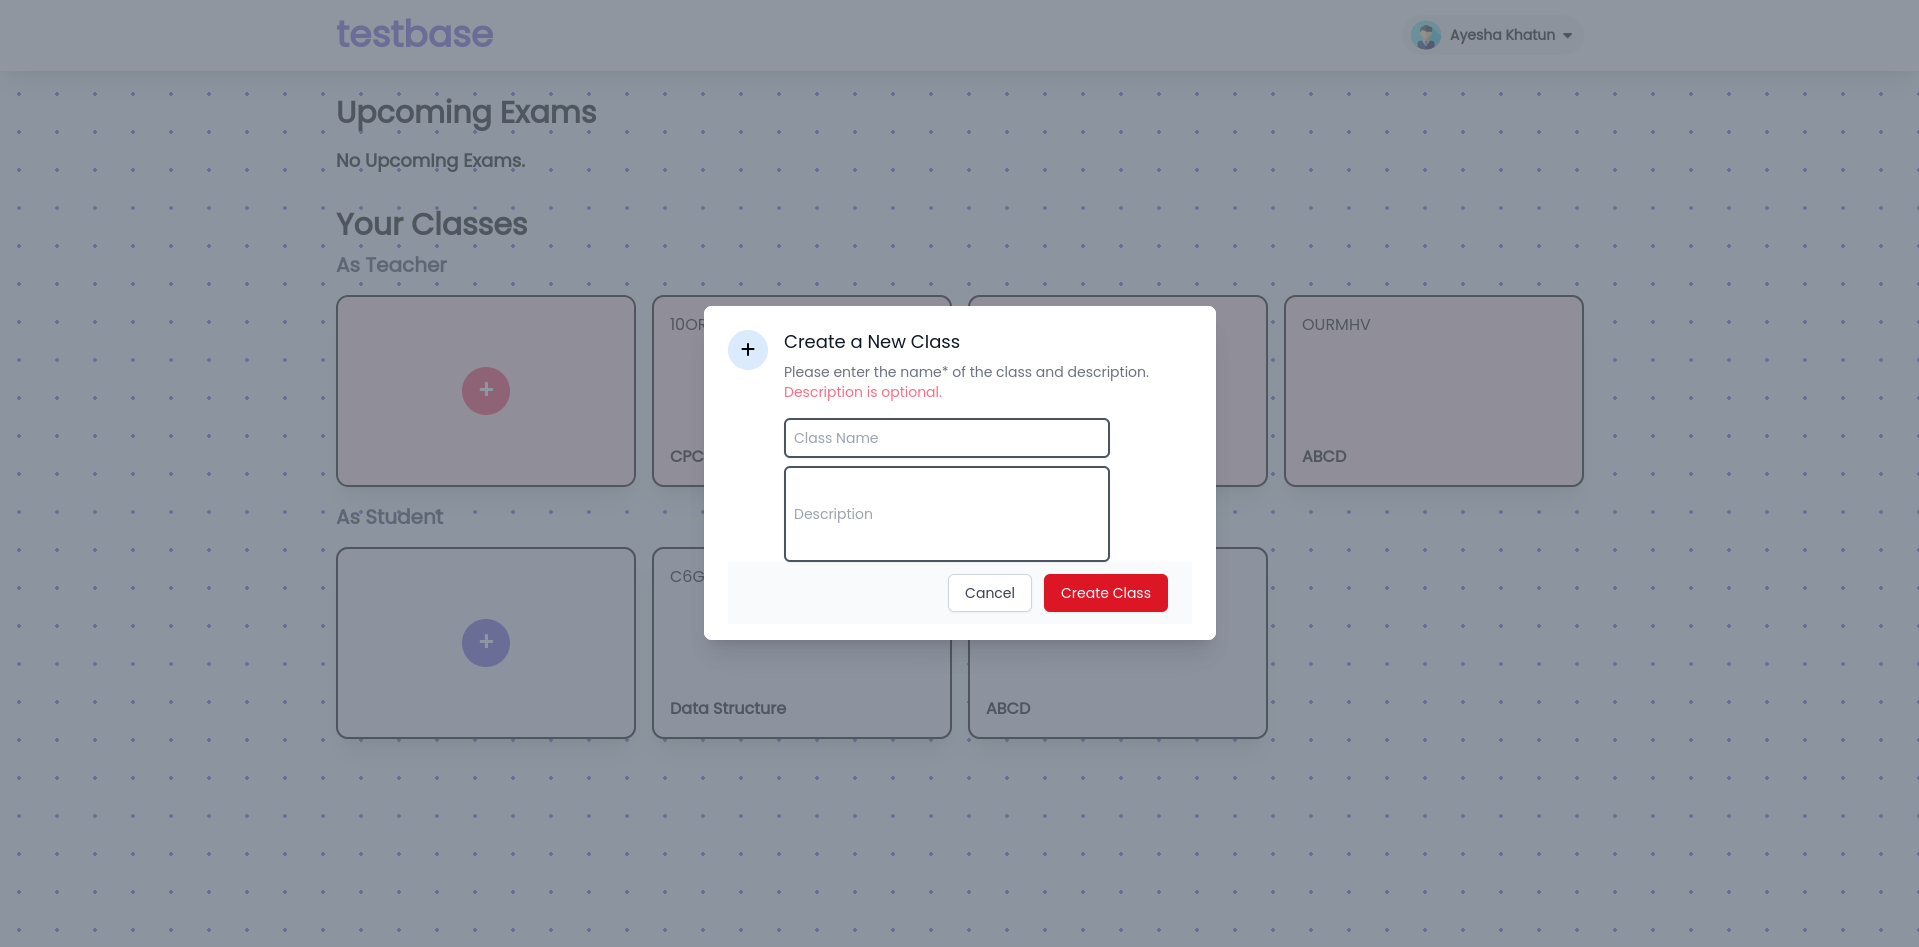 testbase
Ayesha Khatun
Upcoming Exams
No Upcoming Exams.
Your Classes
As Teacher
OURMHV
CPC
ABCD
Create a New Class
Please enter the name* of the class and description.
Description is optional.
Class Name
Description
Cancel
Create Class
As Student
Data Structure
ABCD